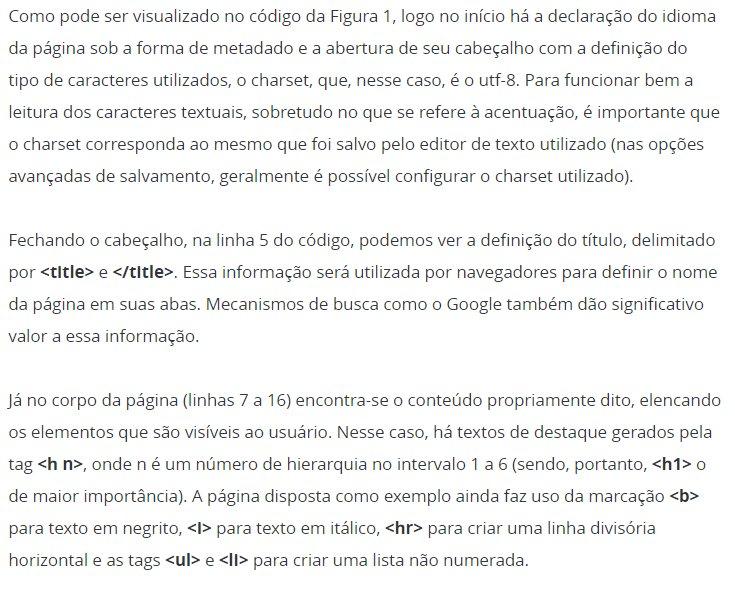 Como pode ser visualizado no código da Figura 1, logo no início há a declaração do idioma
da página sob a forma de metadado e a abertura de seu cabeçalho com a definição do
tipo de caracteres utilizados, o charset, que, nesse caso, é o utf-8. Para funcionar bem a
leitura dos caracteres textuais, sobretudo no que se refere à acentuação, é importante que
o charset corresponda ao mesmo que foi salvo pelo editor de texto utilizado (nas opções
avançadas de salvamento, geralmente é possível configurar o charset utilizado).
Fechando o cabeçalho, na linha 5 do código, podemos ver a definição do título, delimitado
por <title> e </title>. Essa informação será utilizada por navegadores para definir o nome
da página em suas abas. Mecanismos de busca como o Google também dão significativo
valor a essa informação.
Já no corpo da página (linhas 7 a 16) encontra-se o conteúdo propriamente dito, elencando
os elementos que são visíveis ao usuário. Nesse caso, há textos de destaque gerados pela
tag <h n>, onde n é um número de hierarquia no intervalo 1 a 6 (sendo, portanto, <h1> o
de maior importância). A página disposta como exemplo ainda faz uso da marcação <b>
para texto em negrito, <i> para texto em itálico, <hr> para criar uma linha divisória
horizontal e as tags <ul> e <li> para criar uma lista não numerada.